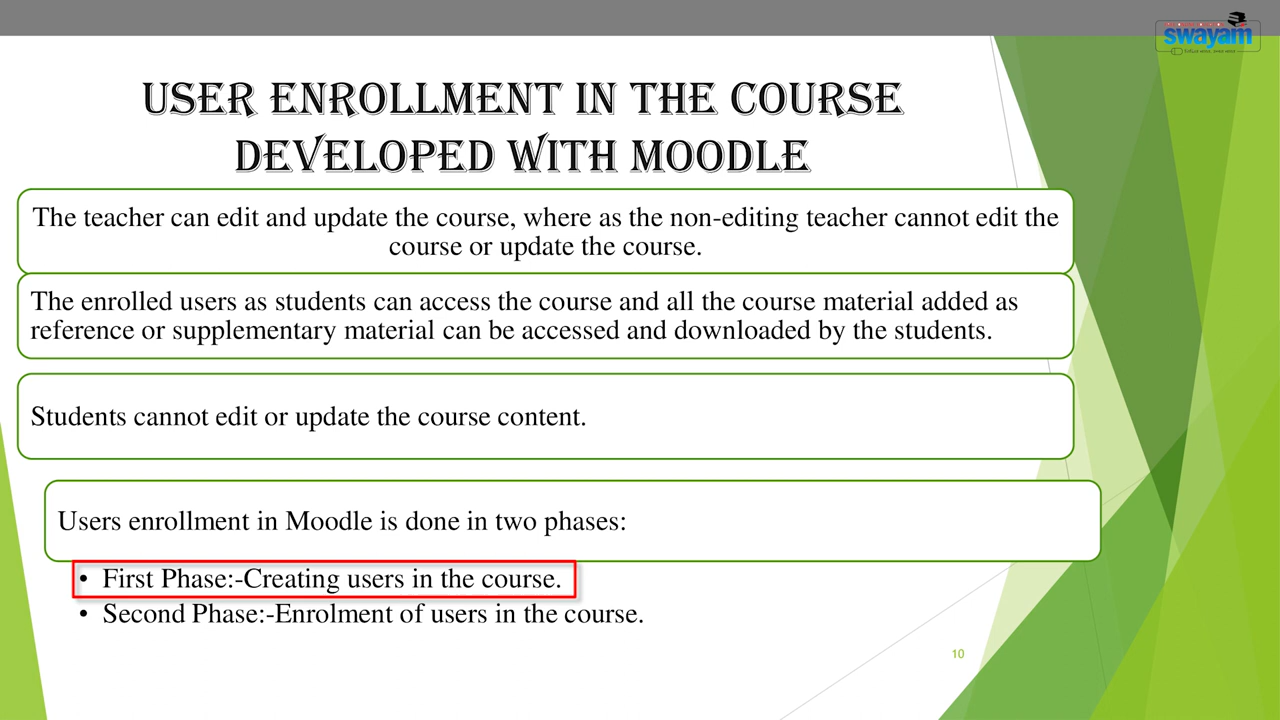 swayam
USER ENROLLMENT IN THE COURSE
DEVELOPED WITH MOODLE
The teacher can edit and update the course, where as the non-editing teacher cannot edit the
course or update the course.
The enrolled users as students can access the course and all the course material added as
reference or supplementary material can be accessed and downloaded by the students.
Students cannot edit or update the course content.
Users enrollment in Moodle is done in two phases:
• First Phase:-Creating users in the course.
• Second Phase:-Enrolment of users in the course.
10